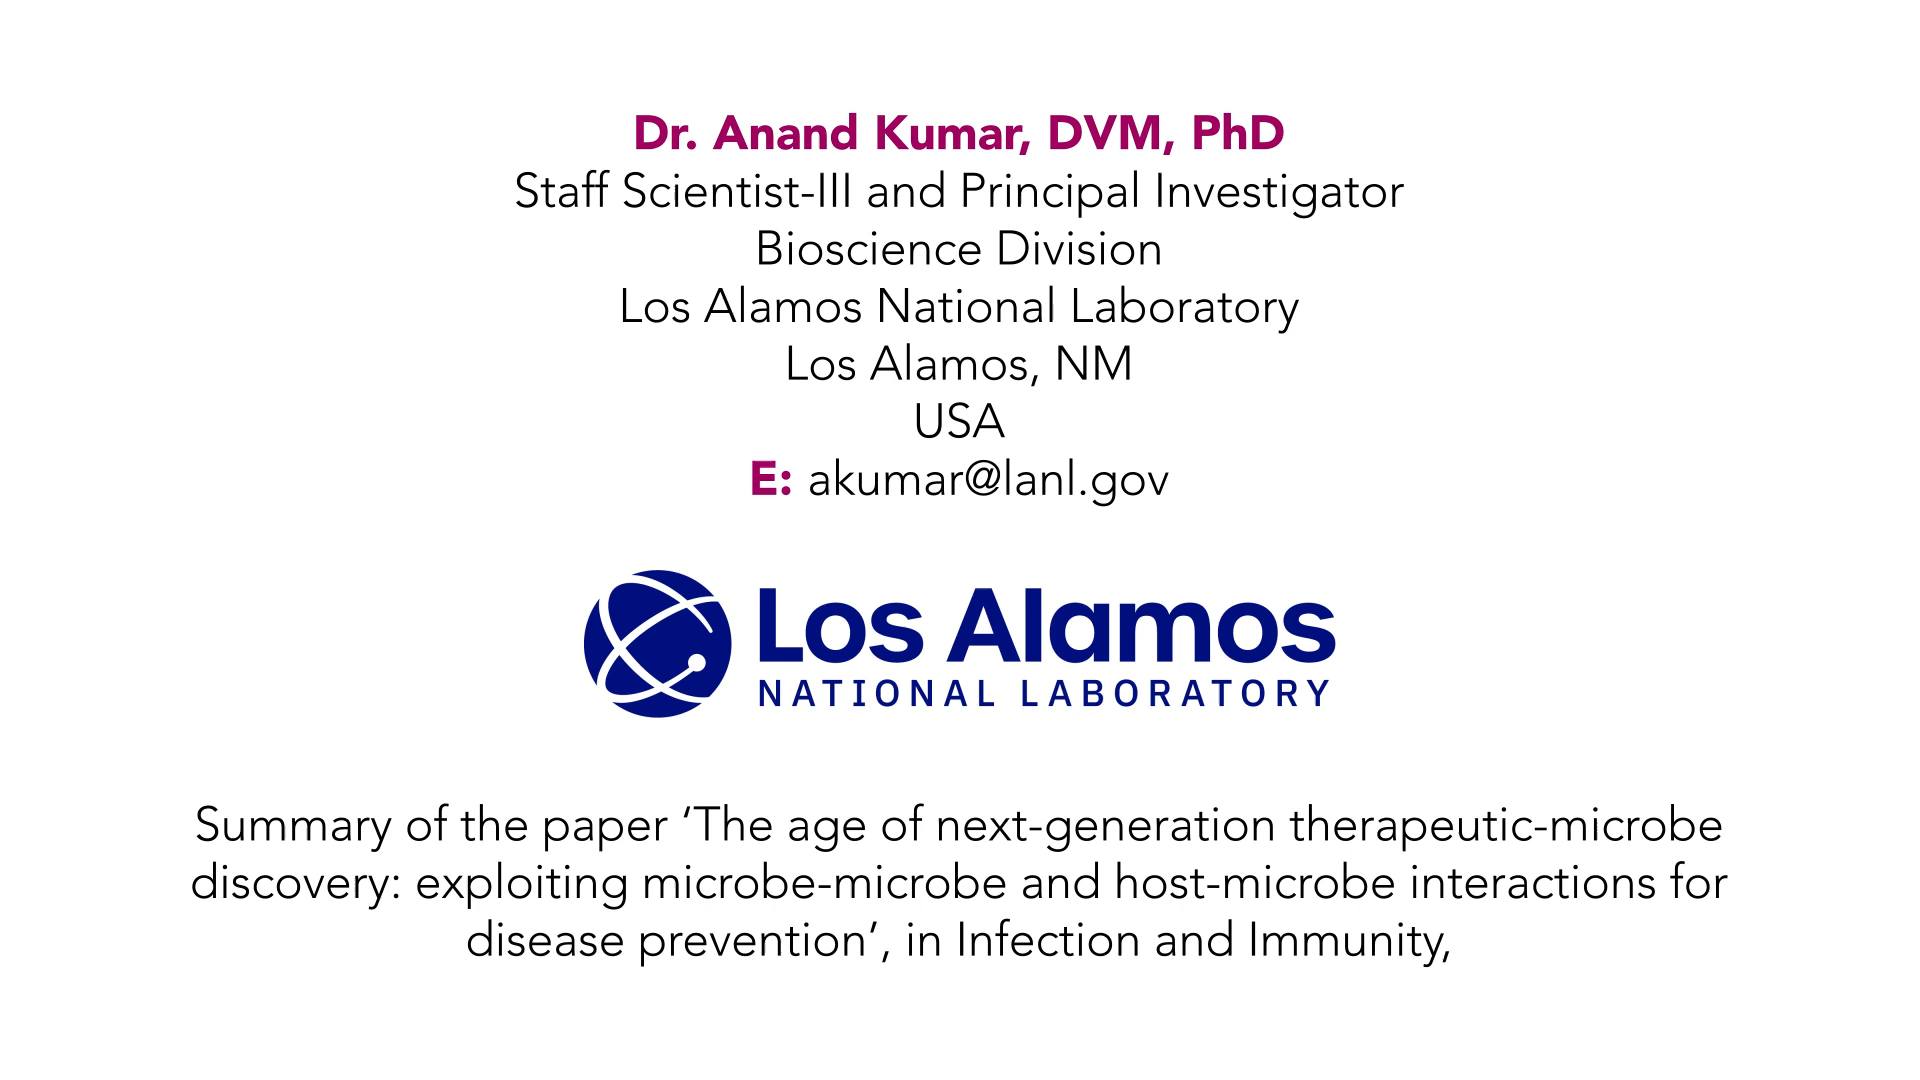 Dr. Anand Kumar, DVM, PhD
Staff Scientist-III and Principal Investigator
Bioscience Division
Los Alamos National Laboratory
Los Alamos, NM
USA
E: akumar@lanl.gov
Los Alamos
NATIONAL LABORATORY
Summary of the paper ‘The age of next-generation therapeutic-microbe
discovery: exploiting microbe-microbe and host-microbe interactions for
disease prevention’, in Infection and Immunity,